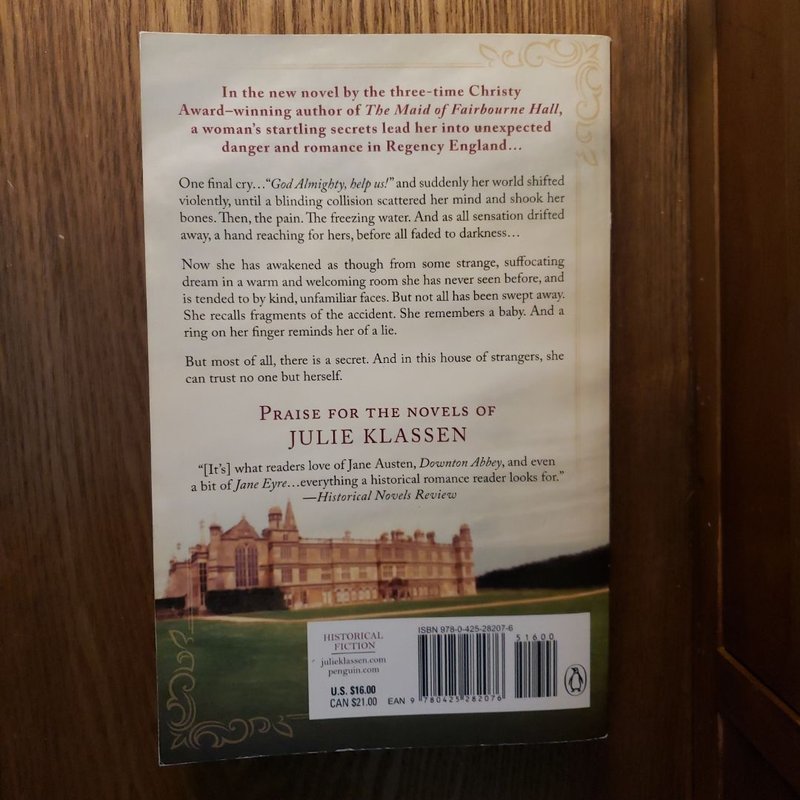 In the new novel by the three-time Christy
Award–winning author of The Maid of Fairbourne Hall,
a woman's startling secrets lead her into unexpected
danger and romance in Regency England…
One final cry…“God Almighty, help us!” and suddenly her world shifted
violently, until a blinding collision scattered her mind and shook her
bones. Then, the pain. The freezing water. And as all sensation drifted
away, a hand reaching for hers, before all faded to darkness…
Now she has awakened as though from some strange, suffocating
dream in a warm and welcoming room she has never seen before, and
is tended to by kind, unfamiliar faces. But not all has been swept away.
She recalls fragments of the accident. She remembers a baby. And a
ring on her finger reminds her of a lie.
But most of all, there is a secret. And in this house of strangers, she
can trust no one but herself.
PRAISE FOR THE NOVELS OF
JULIE KLASSEN
“[It's] what readers love of Jane Austen, Downton Abbey, and even
a bit of Jane Eyre…everything a historical romance reader looks for.”
—Historical Novels Review
HISTORICAL
FICTION
julieklassen.com
penguin.com
U.S. $16.00
CAN $21.00
ISBN 978-0-425-28207-6
51600
EAN 9 780425 282076